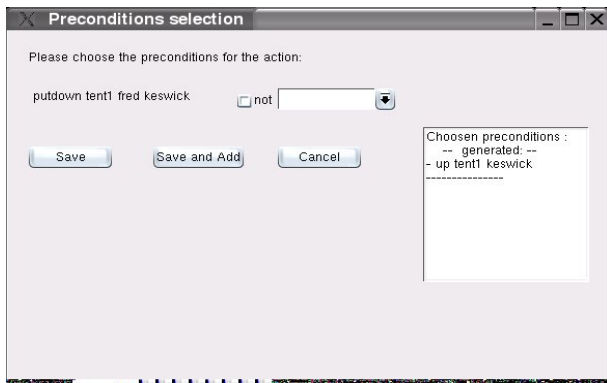 Preconditions selection
Please choose the preconditions for the action:
putdown tent1 fred keswick
not
Save
Save and Add
Cancel
Choosen preconditions :
-- generated: --
- up tent1 keswick
---------------